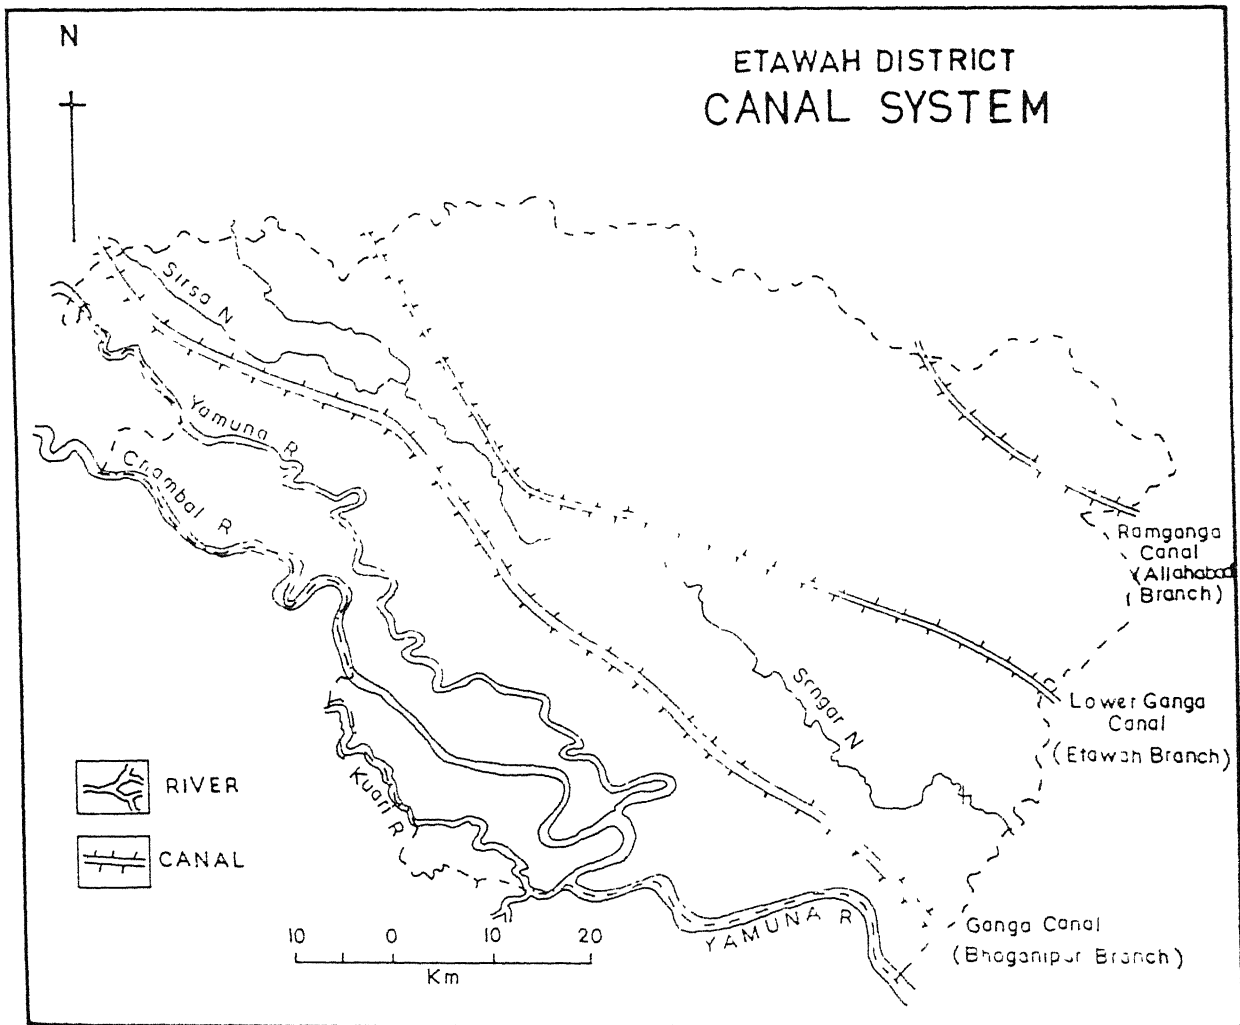 N
ETAWAH DISTRICT
CANAL SYSTEM
Sirsa N
Yamuna R
Chambal R
Ramganga
Canal
(Allahabad
Branch)
Srngar N
Lower Ganga
Canal
(Etawah Branch)
Kuari R
RIVER
CANAL
YAMUNA R
Ganga Canal
(Bhoganipur Branch)
10 0 10 20
Km